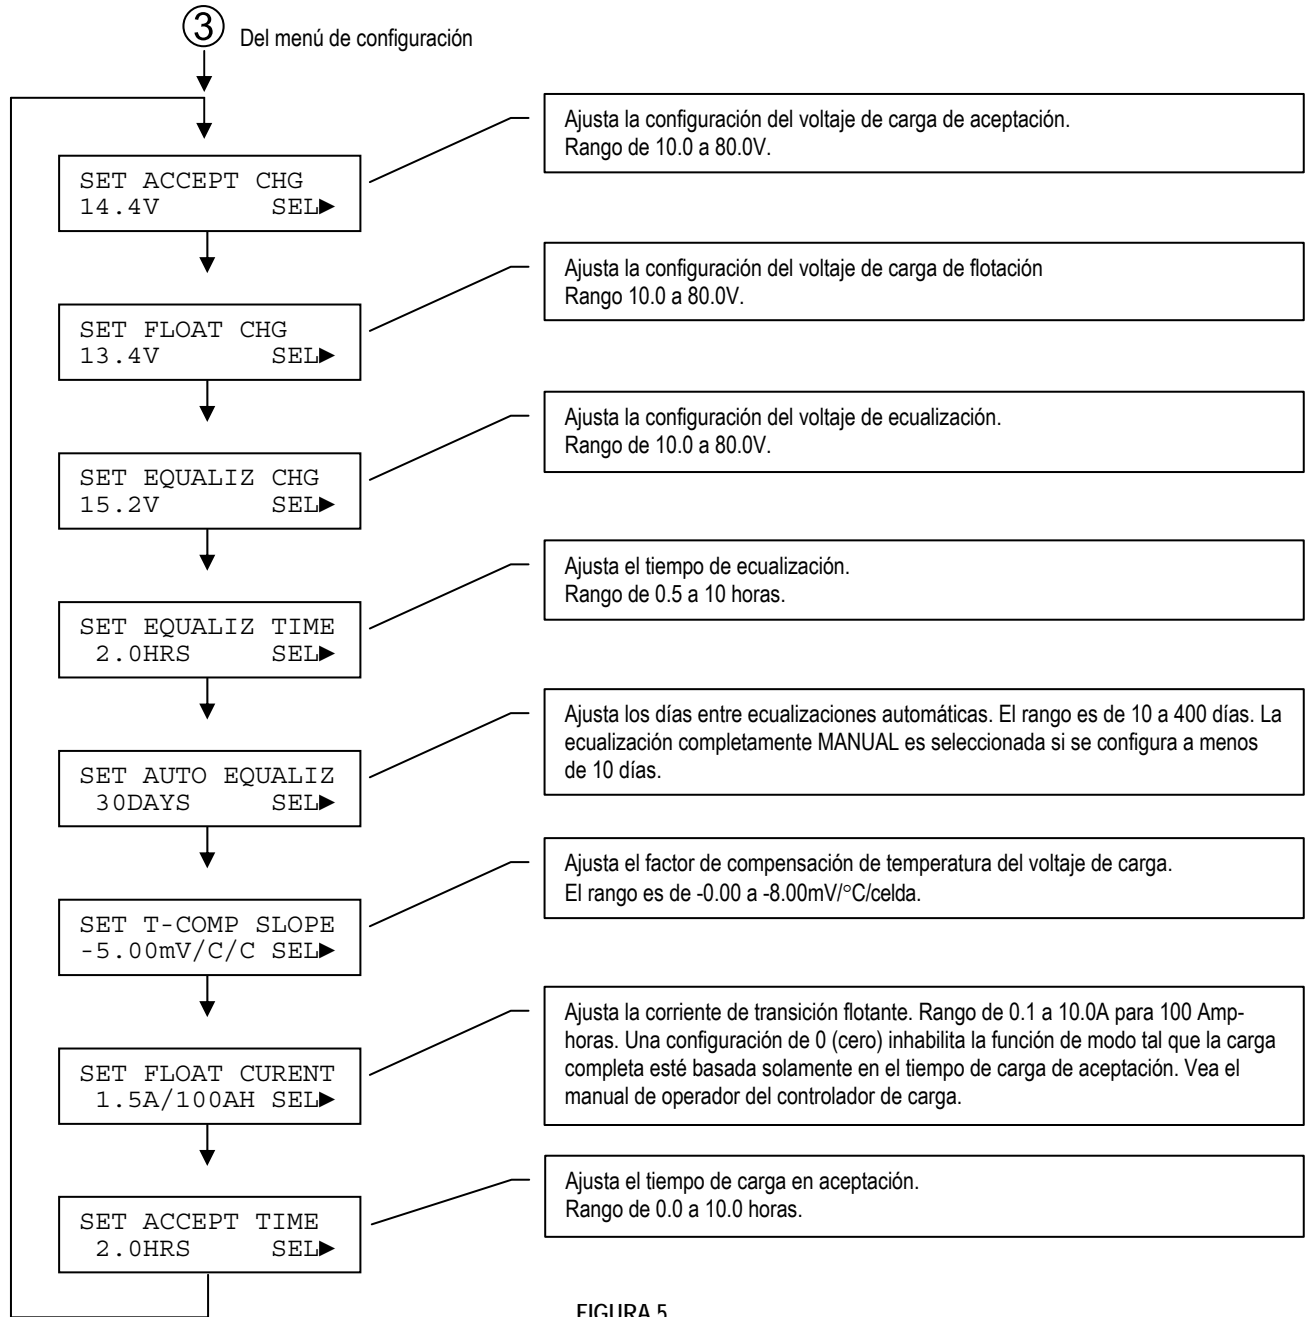 3 Del menú de configuración
SET ACCEPT CHG
14.4V SEL►
Ajusta la configuración del voltaje de carga de aceptación.
Rango de 10.0 a 80.0V.
SET FLOAT CHG
13.4V SEL►
Ajusta la configuración del voltaje de carga de flotación
Rango 10.0 a 80.0V.
SET EQUALIZ CHG
15.2V SEL►
Ajusta la configuración del voltaje de ecualización.
Rango de 10.0 a 80.0V.
SET EQUALIZ TIME
2.0HRS SEL►
Ajusta el tiempo de ecualización.
Rango de 0.5 a 10 horas.
SET AUTO EQUALIZ
30DAYS SEL►
Ajusta los días entre ecualizaciones automáticas. El rango es de 10 a 400 días. La
ecualización completamente MANUAL es seleccionada si se configura a menos
de 10 días.
SET T-COMP SLOPE
-5.00mV/C/C SEL►
Ajusta el factor de compensación de temperatura del voltaje de carga.
El rango es de -0.00 a -8.00mV/°C/celda.
SET FLOAT CURENT
1.5A/100AH SEL►
Ajusta la corriente de transición flotante. Rango de 0.1 a 10.0A para 100 Amp-
horas. Una configuración de 0 (cero) inhabilita la función de modo tal que la carga
completa esté basada solamente en el tiempo de carga de aceptación. Vea el
manual de operador del controlador de carga.
SET ACCEPT TIME
2.0HRS SEL►
Ajusta el tiempo de carga en aceptación.
Rango de 0.0 a 10.0 horas.
FIGURA 5